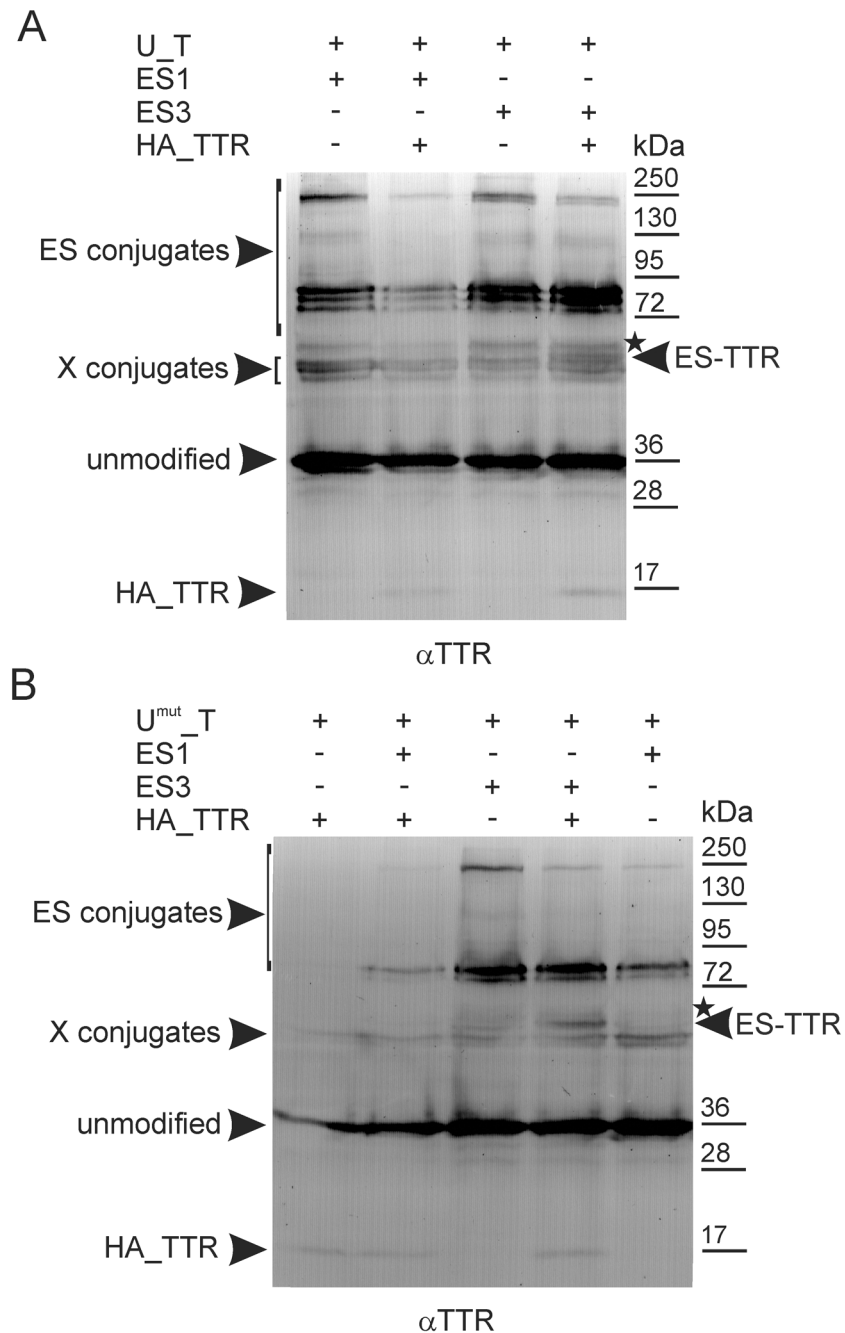 A
U_T + + + +
ES1 + + - -
ES3 - - + +
HA_TTR - + - + kDa
250
ES conjugates 130
95
72
★
ES-TTR
X conjugates
unmodified 36
28
17
HA_TTR
αTTR
B
Umut_T + + + + +
ES1 - + - - +
ES3 - - + + -
HA_TTR + + - + - kDa
250
ES conjugates 130
95
72
★
X conjugates ES-TTR
unmodified 36
28
HA_TTR 17
αTTR